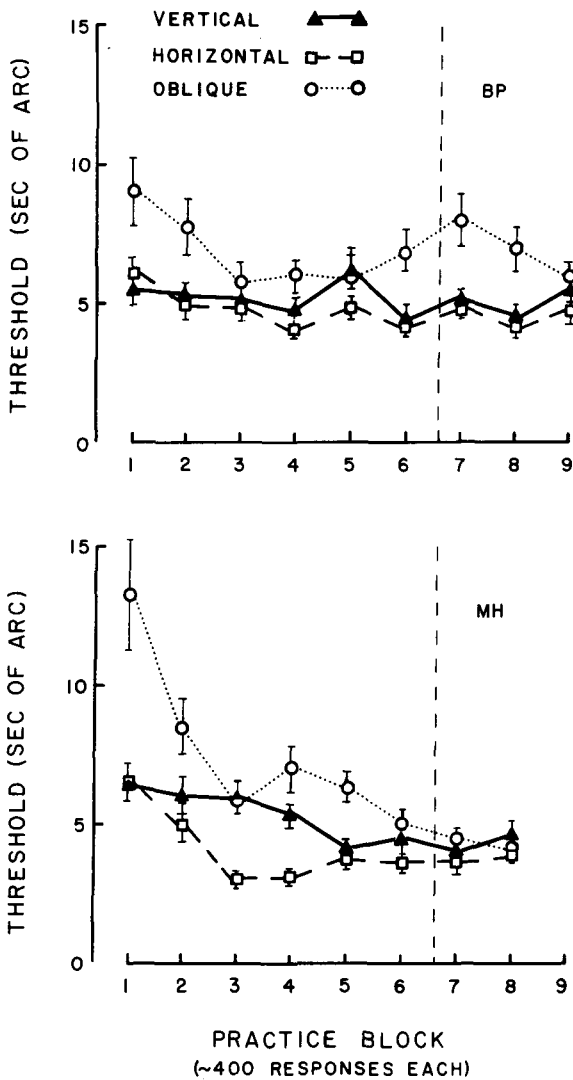 VERTICAL
HORIZONTAL
OBLIQUE
BP
15
10
5
0
THRESHOLD (SEC OF ARC)
1 2 3 4 5 6 7 8 9
MH
15
10
5
0
THRESHOLD (SEC OF ARC)
1 2 3 4 5 6 7 8 9
PRACTICE BLOCK
(~400 RESPONSES EACH)